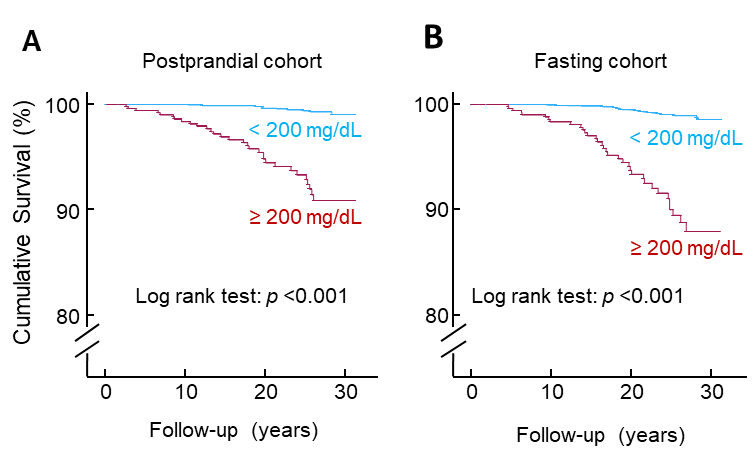 A
Postprandial cohort
Cumulative Survival (%)
100
90
80
< 200 mg/dL
≥ 200 mg/dL
Log rank test: p <0.001
0 10 20 30
Follow-up (years)
B
Fasting cohort
100
90
80
< 200 mg/dL
≥ 200 mg/dL
Log rank test: p <0.001
0 10 20 30
Follow-up (years)